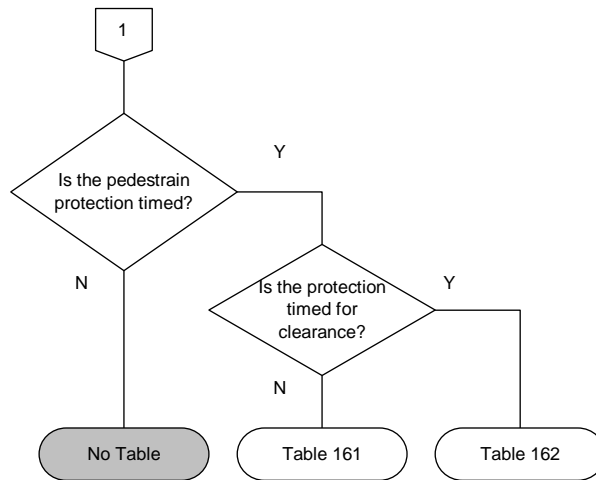 1
Is the pedestrain
protection timed?
Y
N
Is the protection
timed for
clearance?
Y
N
No Table
Table 161
Table 162